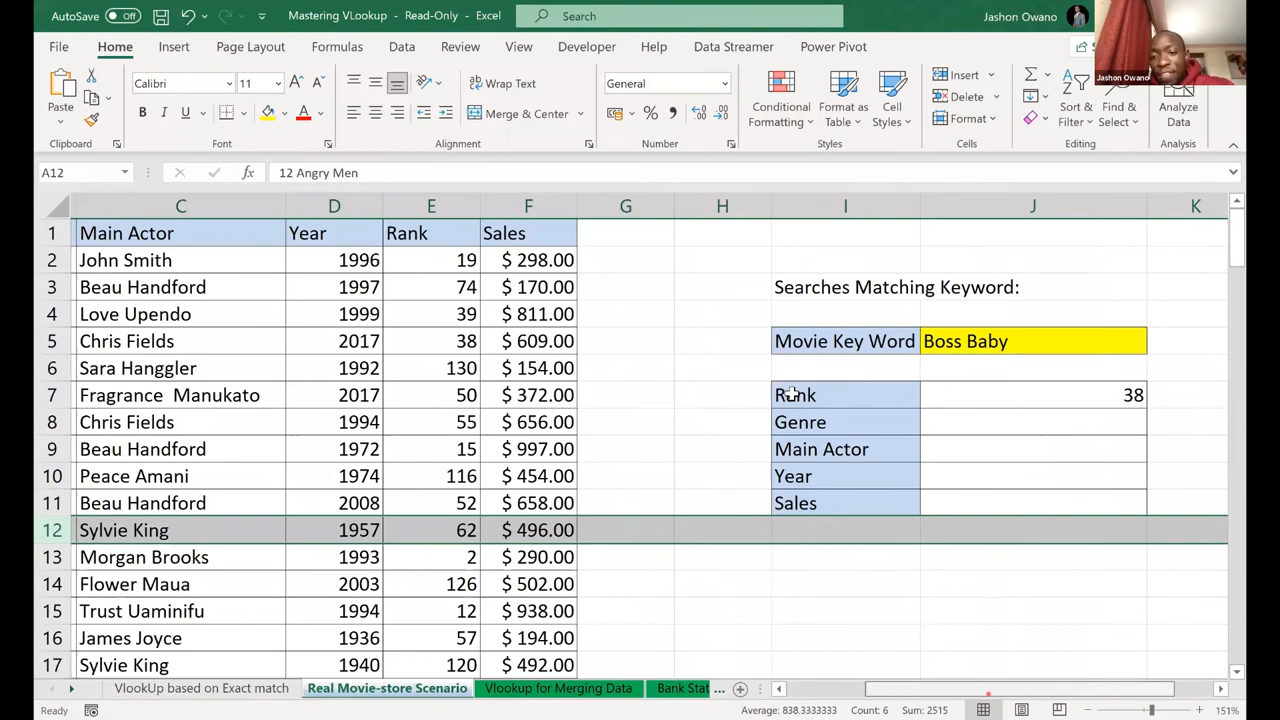 AutoSave Off Mastering VLookup - Read-Only - Excel Search Jashon Owano
File Home Insert Page Layout Formulas Data Review View Developer Help Data Streamer Power Pivot
Jashon Owano
Paste Calibri 11 Wrap Text General Conditional Formatting Format as Table Cell Styles Insert Sort & Filter Find & Select Analyze Data
B I U Merge & Center Delete
Format
Clipboard Font Alignment Number Styles Cells Editing Analysis
A12 fx 12 Angry Men
C D E F G H I J K
1 Main Actor Year Rank Sales
2 John Smith 1996 19 $ 298.00
3 Beau Handford 1997 74 $ 170.00 Searches Matching Keyword:
4 Love Upendo 1999 39 $ 811.00
5 Chris Fields 2017 38 $ 609.00 Movie Key Word Boss Baby
6 Sara Hanggler 1992 130 $ 154.00
7 Fragrance Manukato 2017 50 $ 372.00 Rank 38
8 Chris Fields 1994 55 $ 656.00 Genre
9 Beau Handford 1972 15 $ 997.00 Main Actor
10 Peace Amani 1974 116 $ 454.00 Year
11 Beau Handford 2008 52 $ 658.00 Sales
12 Sylvie King 1957 62 $ 496.00
13 Morgan Brooks 1993 2 $ 290.00
14 Flower Maua 2003 126 $ 502.00
15 Trust Uaminifu 1994 12 $ 938.00
16 James Joyce 1936 57 $ 194.00
17 Sylvie King 1940 120 $ 492.00
VlookUp based on Exact match Real Movie-store Scenario Vlookup for Merging Data Bank Stat ...
Ready Average: 838.3333333 Count: 6 Sum: 2515 151%